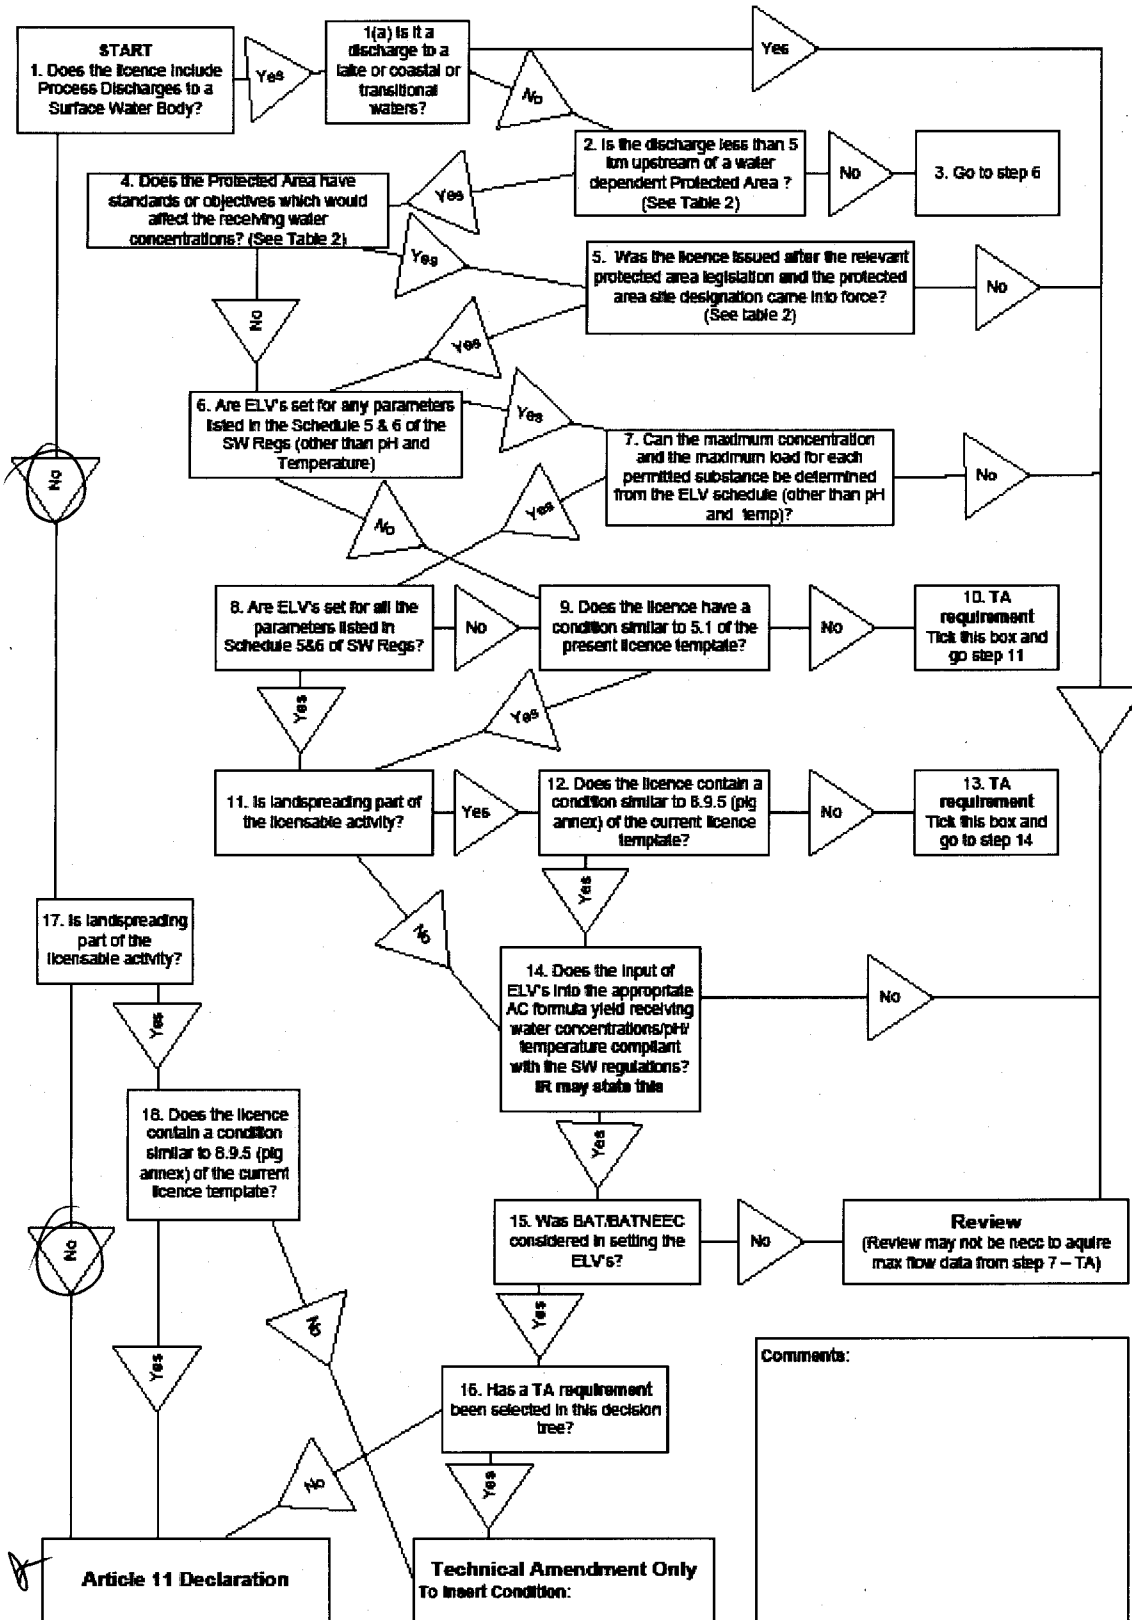 START
1. Does the licence include
Process Discharges to a
Surface Water Body?
Yes
1(a) Is it a
discharge to a
lake or coastal or
transitional
waters?
Yes
No
2. Is the discharge less than 5
km upstream of a water
dependent Protected Area ?
(See Table 2)
No
3. Go to step 6
Yes
4. Does the Protected Area have
standards or objectives which would
affect the receiving water
concentrations? (See Table 2)
Yes
5. Was the licence issued after the relevant
protected area legislation and the protected
area site designation came into force?
(See table 2)
No
No
Yes
6. Are ELV's set for any parameters
listed in the Schedule 5 & 6 of the
SW Regs (other than pH and
Temperature)
Yes
7. Can the maximum concentration
and the maximum load for each
permitted substance be determined
from the ELV schedule (other than pH
and temp)?
No
No
Yes
No
8. Are ELV's set for all the
parameters listed in
Schedule 5&6 of SW Regs?
No
9. Does the licence have a
condition similar to 5.1 of the
present licence template?
No
10. TA
requirement
Tick this box and
go step 11
Yes
Yes
11. Is landspreading part of
the licensable activity?
Yes
12. Does the licence contain a
condition similar to 8.9.5 (pig
annex) of the current licence
template?
No
13. TA
requirement
Tick this box and
go to step 14
Yes
No
17. Is landspreading
part of the
licensable activity?
14. Does the input of
ELV's into the appropriate
AC formula yield receiving
water concentrations/pH/
temperature compliant
with the SW regulations?
IR may state this
No
Yes
18. Does the licence
contain a condition
similar to 8.9.5 (pig
annex) of the current
licence template?
Yes
No
15. Was BAT/BATNEEC
considered in setting the
ELV's?
No
Review
(Review may not be necc to aquire
max flow data from step 7 – TA)
Yes
No
Yes
Comments:
16. Has a TA requirement
been selected in this decision
tree?
No
Yes
Article 11 Declaration
Technical Amendment Only
To Insert Condition: